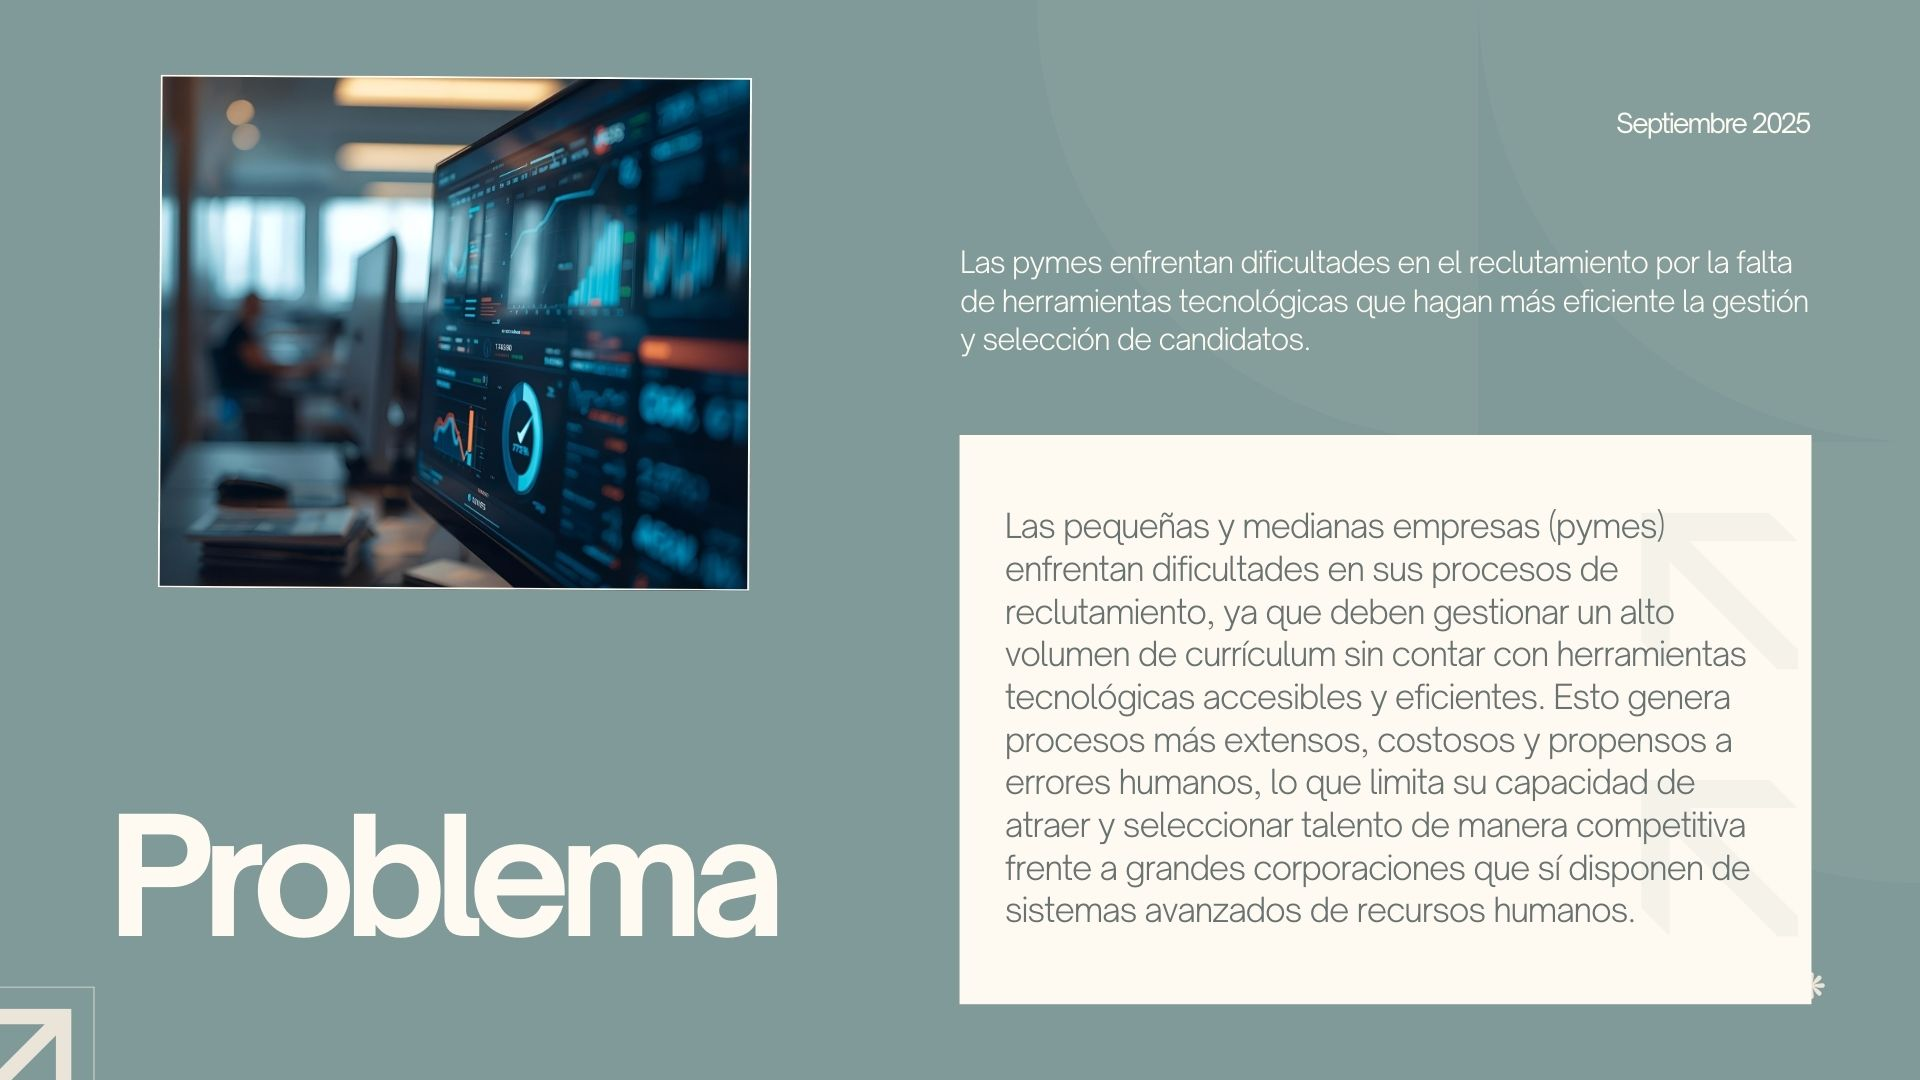 Septiembre 2025
Las pymes enfrentan dificultades en el reclutamiento por la falta
de herramientas tecnológicas que hagan más eficiente la gestión
y selección de candidatos.
Las pequeñas y medianas empresas (pymes)
enfrentan dificultades en sus procesos de
reclutamiento, ya que deben gestionar un alto
volumen de currículum sin contar con herramientas
tecnológicas accesibles y eficientes. Esto genera
procesos más extensos, costosos y propensos a
errores humanos, lo que limita su capacidad de
atraer y seleccionar talento de manera competitiva
frente a grandes corporaciones que sí disponen de
sistemas avanzados de recursos humanos.
Problema